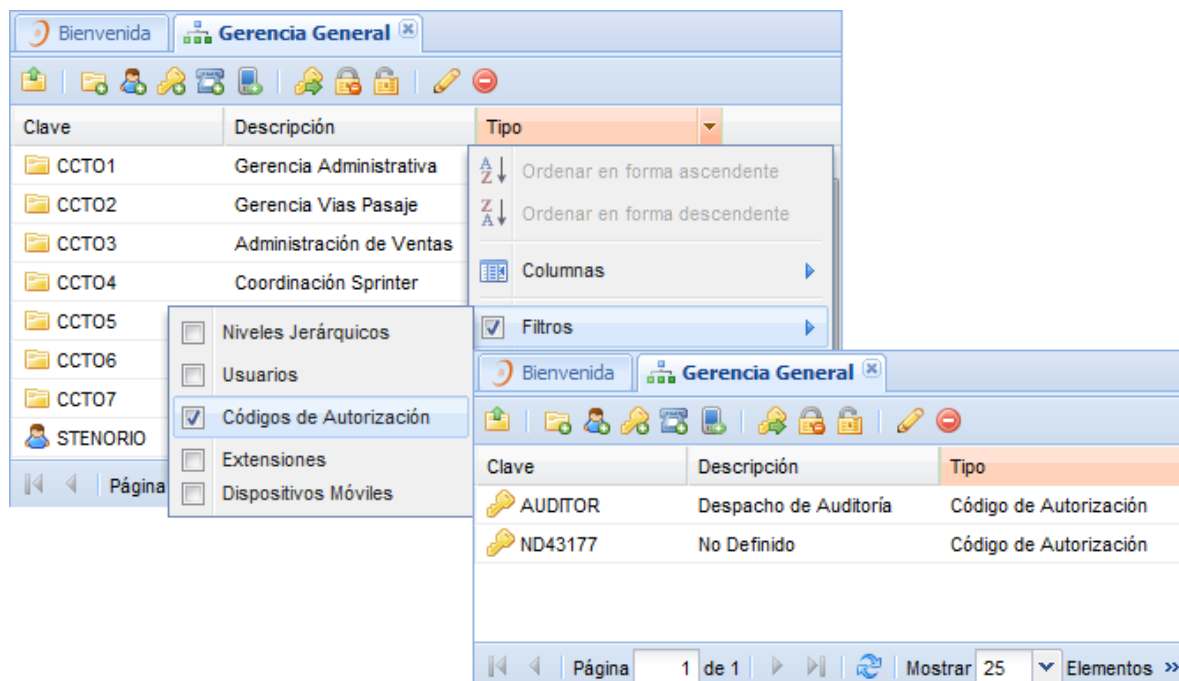 Bienvenida Gerencia General
Clave Descripción Tipo
CCTO1 Gerencia Administrativa
CCTO2 Gerencia Vias Pasaje
CCTO3 Administración de Ventas
CCTO4 Coordinación Sprinter
CCTO5
CCTO6
CCTO7
STENORIO
Página
Ordenar en forma ascendente
Ordenar en forma descendente
Columnas
Filtros
Niveles Jerárquicos
Usuarios
Códigos de Autorización
Extensiones
Dispositivos Móviles
Bienvenida Gerencia General
Clave Descripción Tipo
AUDITOR Despacho de Auditoría Código de Autorización
ND43177 No Definido Código de Autorización
Página 1 de 1 Mostrar 25 Elementos »